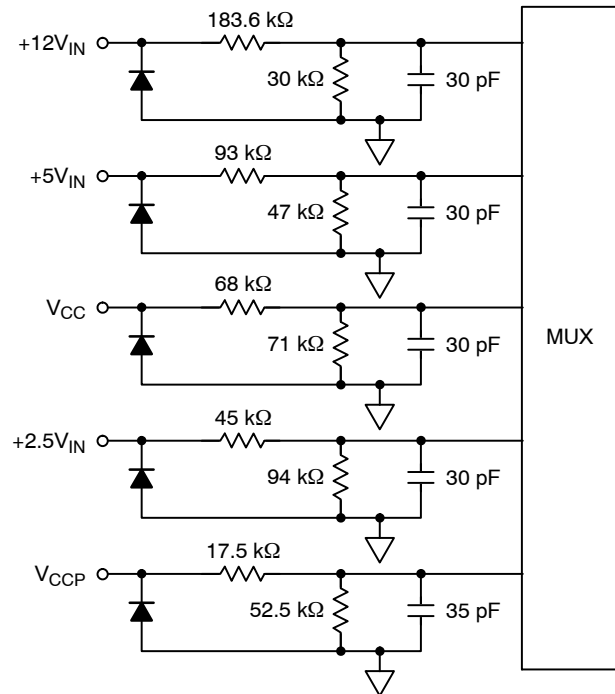 183.6 kΩ
+12VIN
30 kΩ
30 pF
93 kΩ
+5VIN
47 kΩ
30 pF
68 kΩ
VCC
71 kΩ
30 pF
MUX
45 kΩ
+2.5VIN
94 kΩ
30 pF
17.5 kΩ
VCCP
52.5 kΩ
35 pF